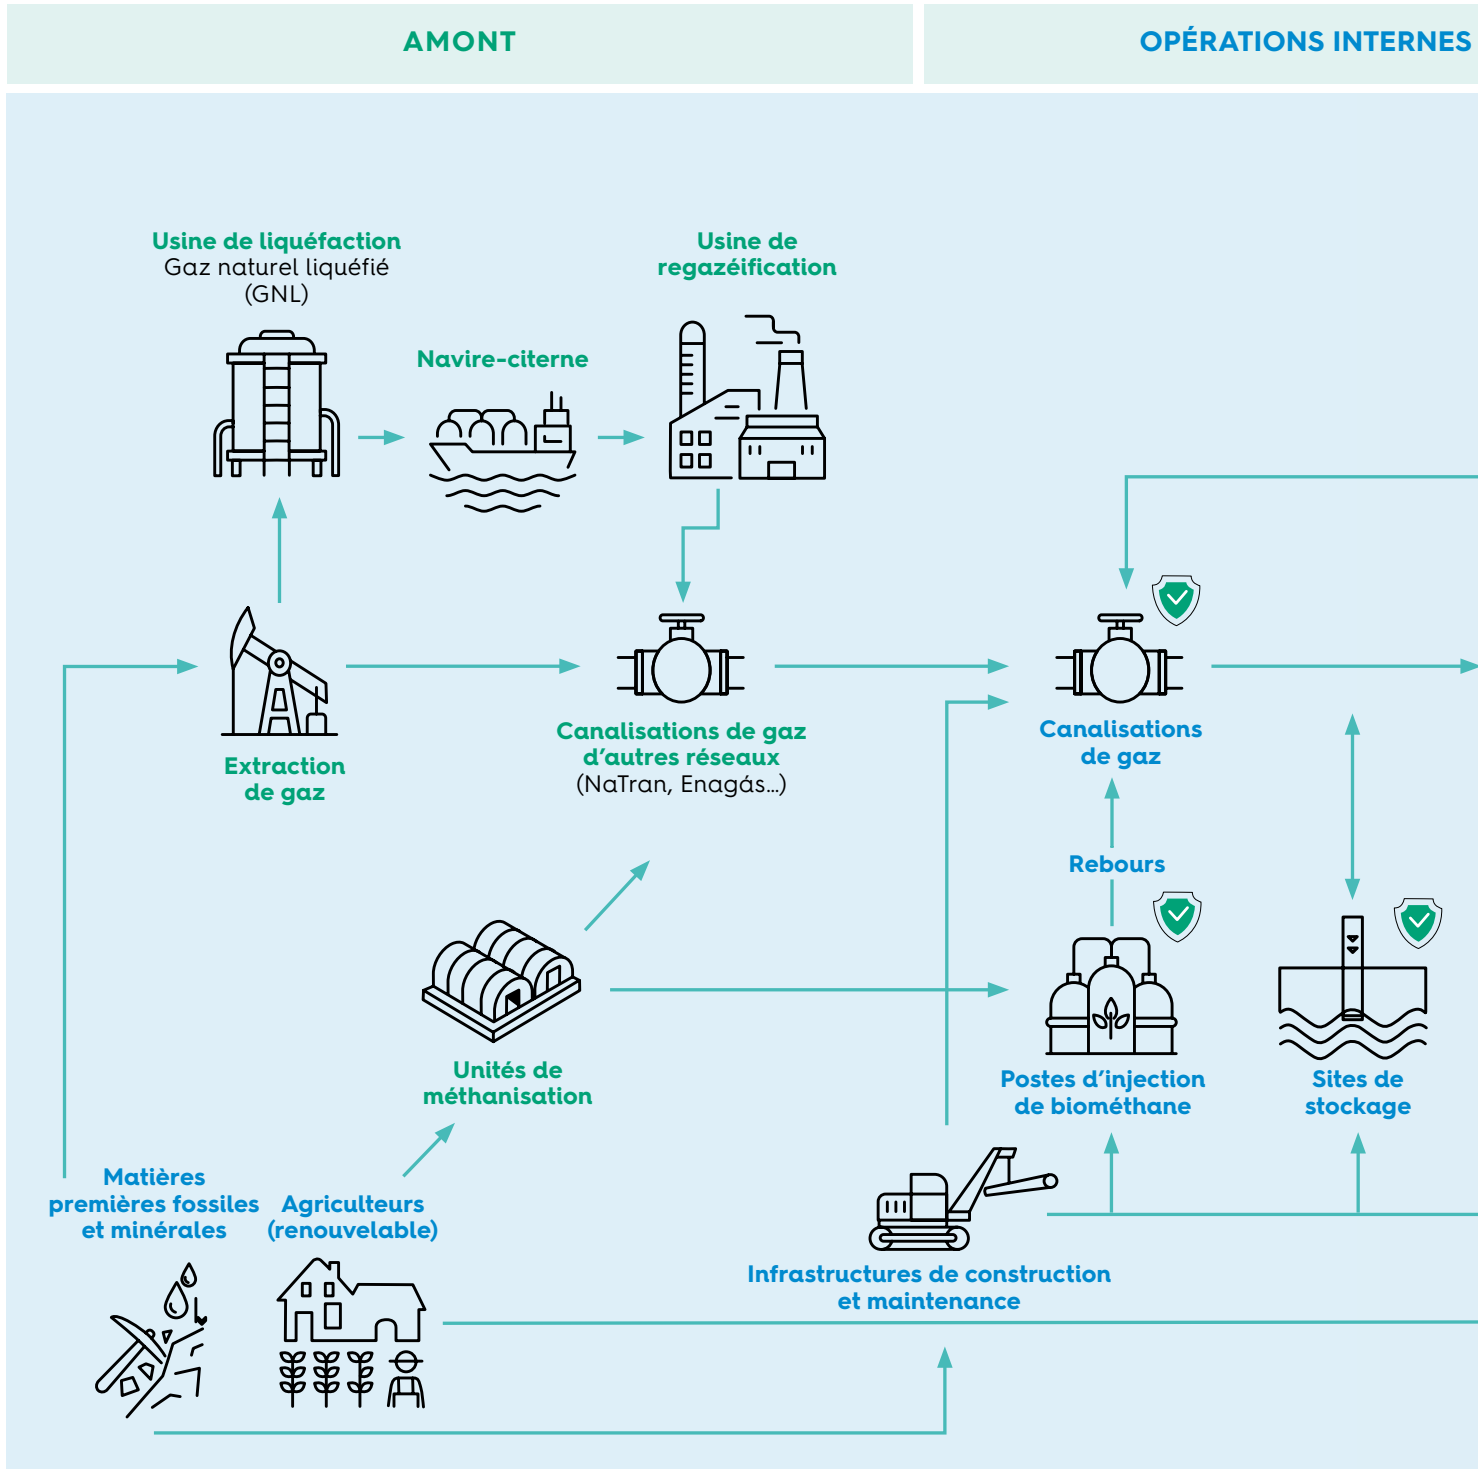 AMONT
OPÉRATIONS INTERNES
Usine de liquéfaction
Gaz naturel liquéfié
(GNL)
Usine de
regazéification
Navire-citerne
Extraction
de gaz
Canalisations de gaz
d’autres réseaux
(NaTran, Enagás...)
Canalisations
de gaz
Rebours
Unités de
méthanisation
Postes d’injection
de biométhane
Sites de
stockage
Matières
premières fossiles
et minérales
Agriculteurs
(renouvelable)
Infrastructures de construction
et maintenance